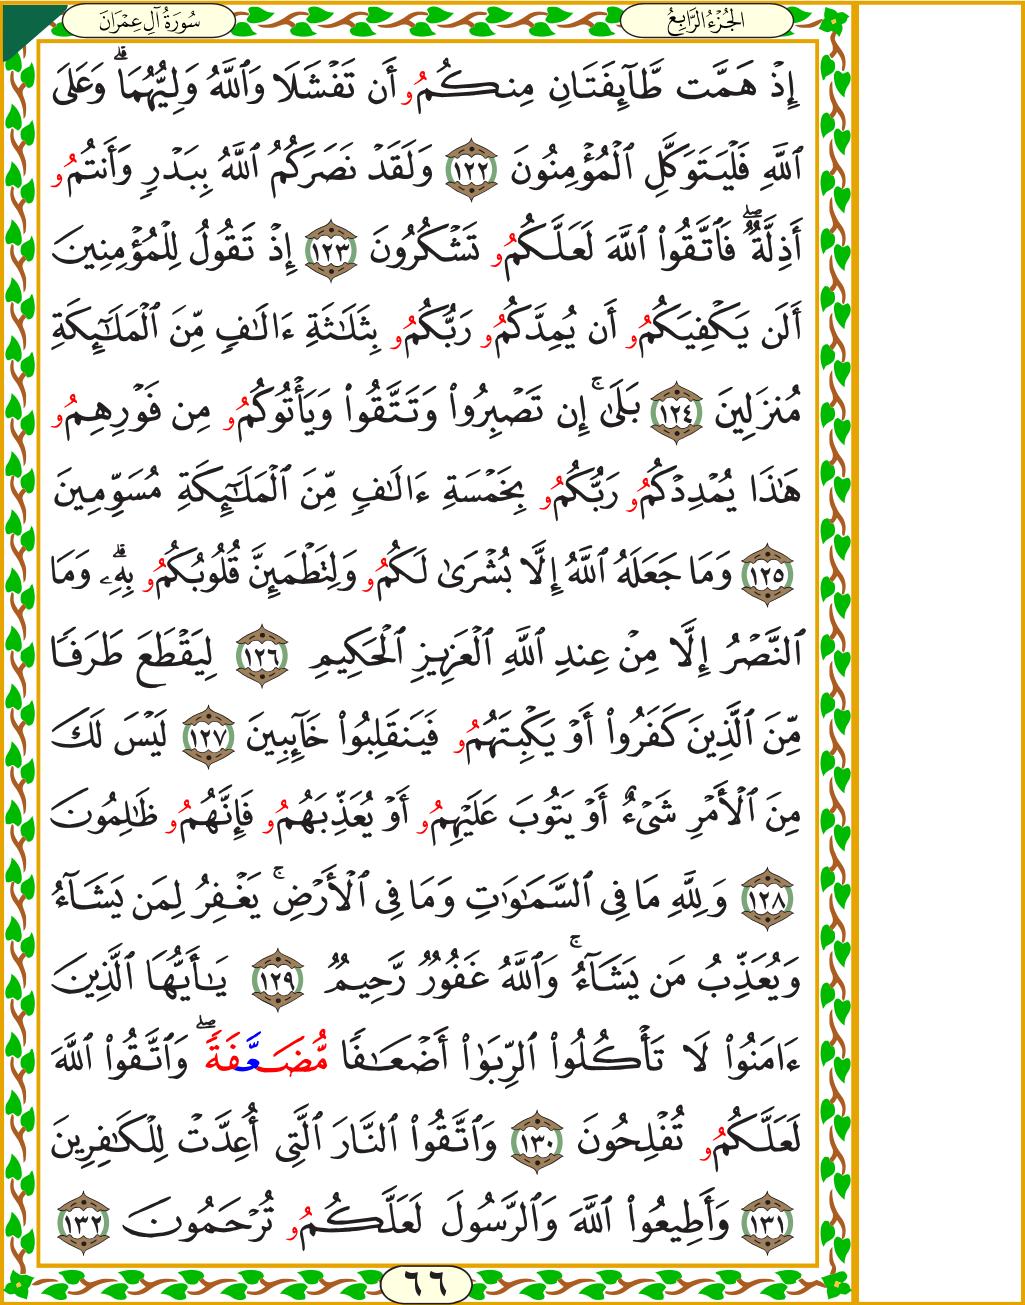 الجُزْءُ الرَّابِعُ
سُورَةُ آلِ عِمْرَانَ
إِذْ هَمَّت طَّآئِفَتَانِ مِنكُمُۥ أَن تَفْشَلَا وَٱللَّهُ وَلِيُّهُمَاۗ وَعَلَى
ٱللَّهِ فَلْيَتَوَكَّلِ ٱلْمُؤْمِنُونَ ١٢٢ وَلَقَدْ نَصَرَكُمُ ٱللَّهُ بِبَدْرٍ وَأَنتُمُۥ
أَذِلَّةٌۖ فَٱتَّقُوا۟ ٱللَّهَ لَعَلَّكُمُۥ تَشْكُرُونَ ١٢٣ إِذْ تَقُولُ لِلْمُؤْمِنِينَ
أَلَن يَكْفِيَكُمُۥ أَن يُمِدَّكُمُۥ رَبُّكُمُۥ بِثَلَٰثَةِ ءَالَٰفٍ مِّنَ ٱلْمَلَٰٓئِكَةِ
مُنزَلِينَ ١٢٤ بَلَىٰٓۚ إِن تَصْبِرُوا۟ وَتَتَّقُوا۟ وَيَأْتُوكُمُۥ مِن فَوْرِهِمُۥ
هَٰذَا يُمْدِدْكُمُۥ رَبُّكُمُۥ بِخَمْسَةِ ءَالَٰفٍ مِّنَ ٱلْمَلَٰٓئِكَةِ مُسَوِّمِينَ
١٢٥ وَمَا جَعَلَهُ ٱللَّهُ إِلَّا بُشْرَىٰ لَكُمُۥ وَلِتَطْمَئِنَّ قُلُوبُكُمُۥ بِهِۦۗ وَمَا
ٱلنَّصْرُ إِلَّا مِنْ عِندِ ٱللَّهِ ٱلْعَزِيزِ ٱلْحَكِيمِ ١٢٦ لِيَقْطَعَ طَرَفًا
مِّنَ ٱلَّذِينَ كَفَرُوا۟ أَوْ يَكْبِتَهُمُۥ فَيَنقَلِبُوا۟ خَآئِبِينَ ١٢٧ لَيْسَ لَكَ
مِنَ ٱلْأَمْرِ شَىْءٌ أَوْ يَتُوبَ عَلَيْهِمُۥ أَوْ يُعَذِّبَهُمُۥ فَإِنَّهُمُۥ ظَٰلِمُونَ
١٢٨ وَلِلَّهِ مَا فِى ٱلسَّمَٰوَٰتِ وَمَا فِى ٱلْأَرْضِۚ يَغْفِرُ لِمَن يَشَآءُ
وَيُعَذِّبُ مَن يَشَآءُۚ وَٱللَّهُ غَفُورٌ رَّحِيمٌ ١٢٩ يَٰٓأَيُّهَا ٱلَّذِينَ
ءَامَنُوا۟ لَا تَأْكُلُوا۟ ٱلرِّبَوٰا۟ أَضْعَٰفًا مُّضَعَّفَةًۖ وَٱتَّقُوا۟ ٱللَّهَ
لَعَلَّكُمُۥ تُفْلِحُونَ ١٣٠ وَٱتَّقُوا۟ ٱلنَّارَ ٱلَّتِىٓ أُعِدَّتْ لِلْكَٰفِرِينَ
١٣١ وَأَطِيعُوا۟ ٱللَّهَ وَٱلرَّسُولَ لَعَلَّكُمُۥ تُرْحَمُونَ ١٣٢
٦٦